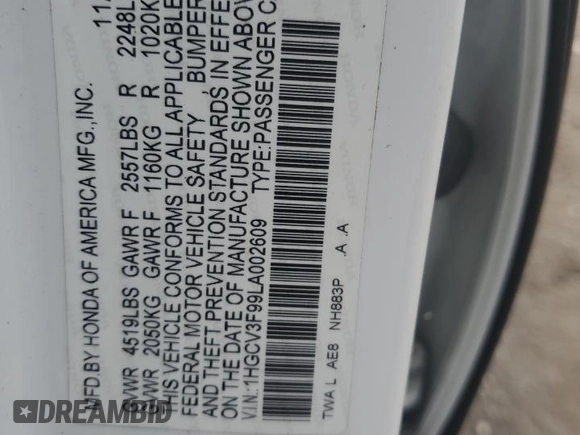 MFD.BY HONDA OF AMERICA MFG.,INC. 11/
GVWR 4519LBS GAWR F 2557LBS R 2248L
GVWR 2050KG GAWR F 1160KG R 1020K
THIS VEHICLE CONFORMS TO ALL APPLICABLE
FEDERAL MOTOR VEHICLE SAFETY BUMPER
AND THEFT PREVENTION STANDARDS IN EFFE
ON THE DATE OF MANUFACTURE SHOWN ABOV
V.I.N:1HGCV3F99LA002609 TYPE:PASSENGER C
TWA L AE8 NH883P .A .A
DREAMBID